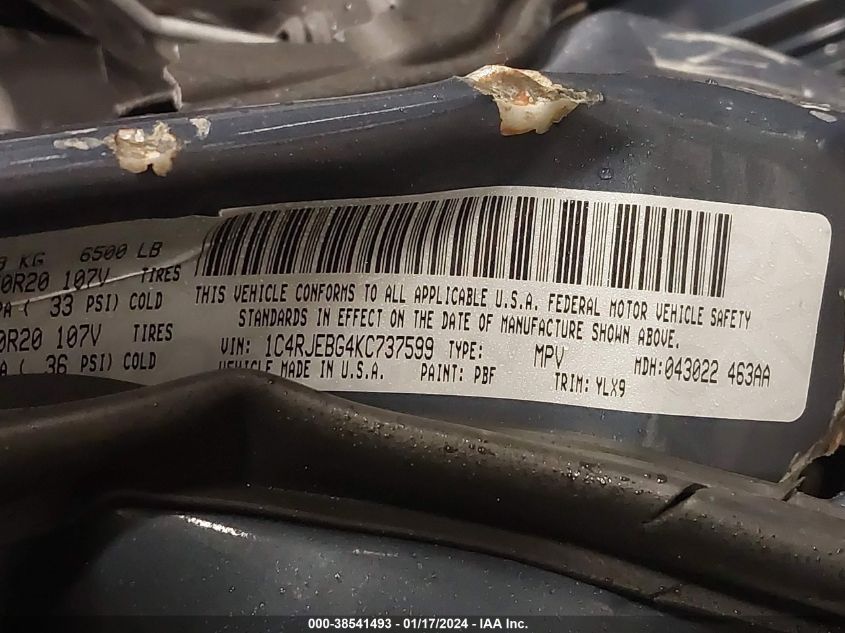 3 KG 6500 LB
0R20 107V TIRES
PA ( 33 PSI) COLD
0R20 107V TIRES
A ( 36 PSI) COLD
THIS VEHICLE CONFORMS TO ALL APPLICABLE U.S.A. FEDERAL MOTOR VEHICLE SAFETY
STANDARDS IN EFFECT ON THE DATE OF MANUFACTURE SHOWN ABOVE.
VIN: 1C4RJEBG4KC737599 TYPE: MPV MDH:043022 463AA
VEHICLE MADE IN U.S.A. PAINT: PBF TRIM: YLX9
000-38541493 - 01/17/2024 - IAA Inc.